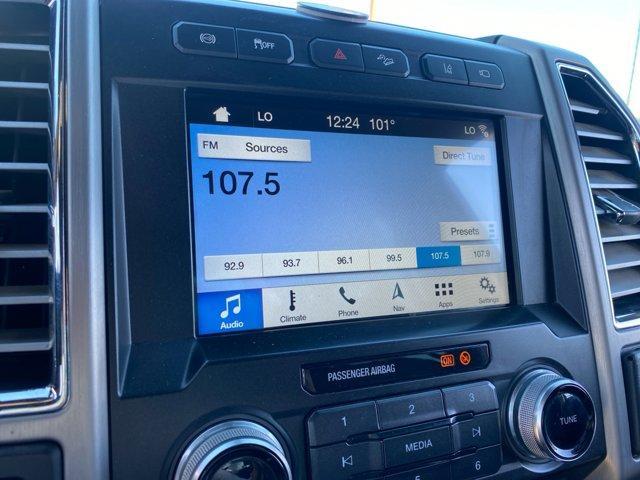 OFF
LO 12:24 101° LO
FM Sources Direct Tune
107.5
Presets
92.9 93.7 96.1 99.5 107.5 107.9
Audio Climate Phone Nav Apps Settings
PASSENGER AIRBAG ON
1 2 3
MEDIA
TUNE
5 6